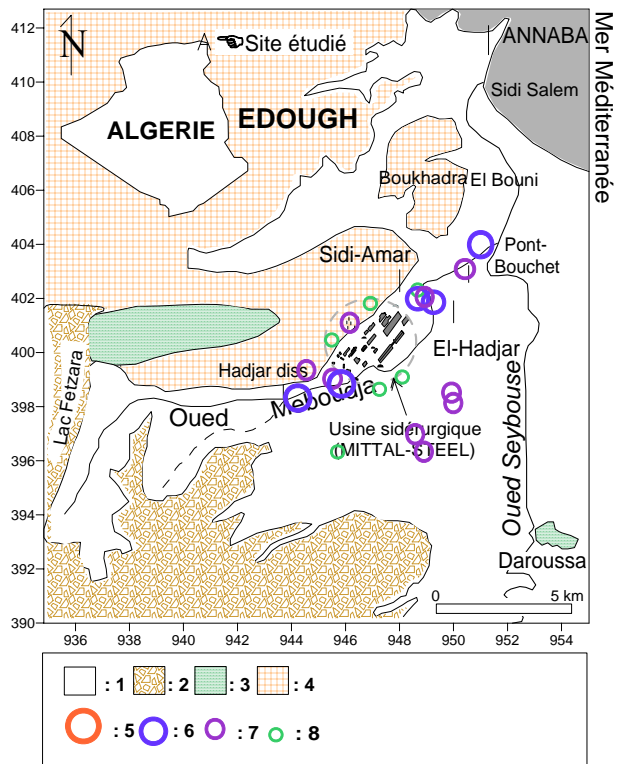 412
N
Site étudié
ANNABA
Mer Méditerranée
410
Sidi Salem
ALGERIE
EDOUGH
408
406
Boukhadra
El Bouni
404
Sidi-Amar
Pont-
Bouchet
402
400
El-Hadjar
Hadjar diss
Lac Fetzara
398
Oued
Meboudja
Usine sidérurgique
(MITTAL-STEEL)
396
Oued Seybouse
394
Daroussa
392
0
5 km
390
936
938
940
942
944
946
948
950
952
954
: 1
: 2
: 3
: 4
: 5
: 6
: 7
: 8